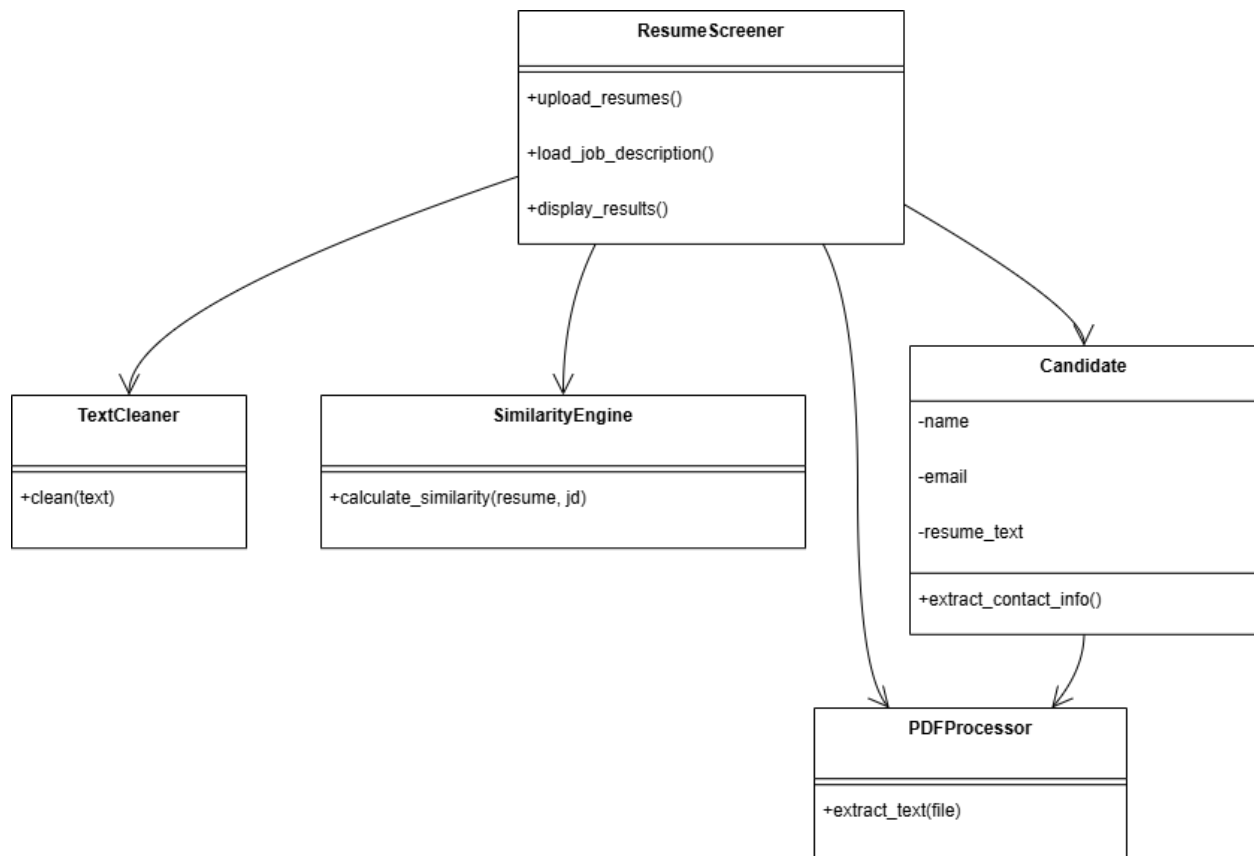 ResumeScreener
+upload_resumes()
+load_job_description()
+display_results()
TextCleaner
+clean(text)
SimilarityEngine
+calculate_similarity(resume, jd)
Candidate
-name
-email
-resume_text
+extract_contact_info()
PDFProcessor
+extract_text(file)